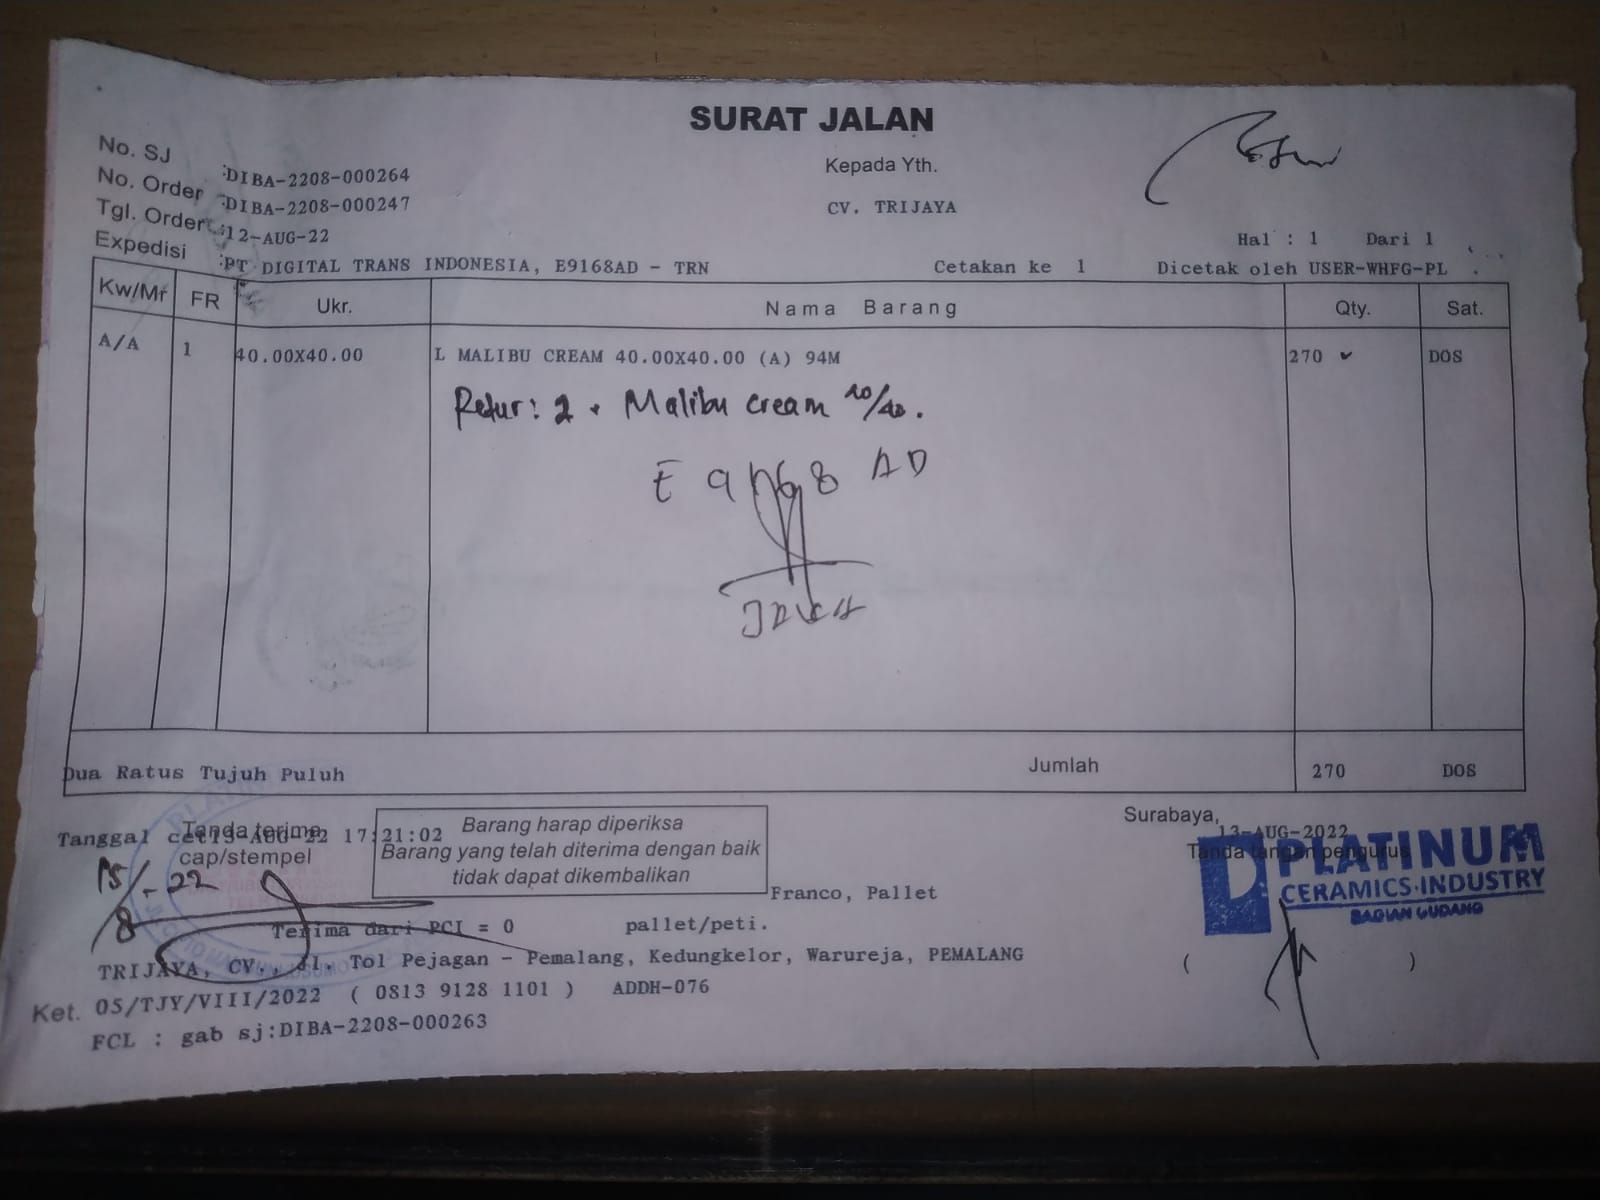 SURAT JALAN
No. SJ :DIBA-2208-000264
No. Order :DIBA-2208-000247
Tgl. Order :12-AUG-22
Expedisi :PT DIGITAL TRANS INDONESIA, E9168AD - TRN
Kepada Yth.
CV. TRIJAYA
Hal : 1 Dari 1
Cetakan ke 1 Dicetak oleh USER-WHFG-PL
Kw/Mr FR Ukr. Nama Barang Qty. Sat.
A/A 1 40.00X40.00 L MALIBU CREAM 40.00X40.00 (A) 94M 270 ✓ DOS
Retur: 2 Malibu cream 40/40.
E 9168 AD
Dua Ratus Tujuh Puluh Jumlah 270 DOS
Tanggal cet13-AUG-22 17:21:02
Tanda terima
cap/stempel
15/8-22
Barang harap diperiksa
Barang yang telah diterima dengan baik
tidak dapat dikembalikan
Surabaya,
13-AUG-2022
Tanda tangan pengurus
PLATINUM
CERAMICS INDUSTRY
BAGIAN GUDANG
( )
Franco, Pallet
Terima dari PCI = 0 pallet/peti.
TRIJAYA, CV., Jl. Tol Pejagan - Pemalang, Kedungkelor, Warureja, PEMALANG
Ket. 05/TJY/VIII/2022 ( 0813 9128 1101 ) ADDH-076
FCL : gab sj:DIBA-2208-000263